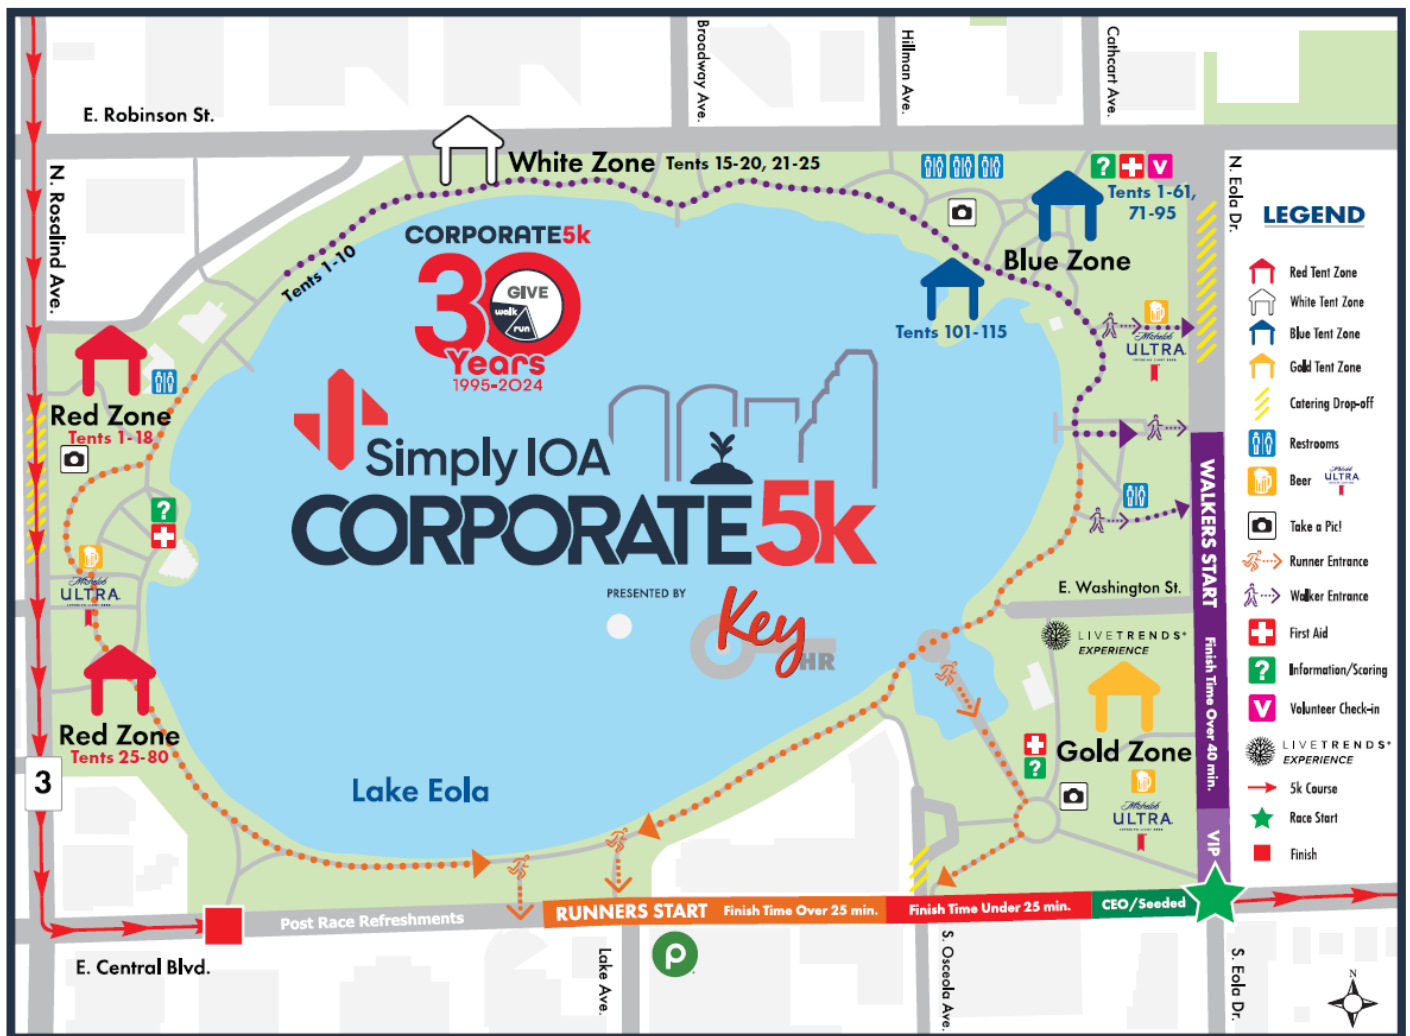 Broadway Ave.
Hillman Ave.
Cathcart Ave.
E. Robinson St.
N. Rosalind Ave.
N. Eola Dr.
White Zone Tents 15-20, 21-25
Tents 1-10
? V
Tents 1-61,
71-95
Blue Zone
Tents 101-115
CORPORATE5k
30
GIVE
walk
run
Years
1995-2024
Simply IOA
CORPORATE 5k
PRESENTED BY
Key
HR
Red Zone
Tents 1-18
?
Michelob
ULTRA
Red Zone
Tents 25-80
3
Michelob
ULTRA
WALKERS START Finish Time Over 40 min.
VIP
E. Washington St.
LIVETRENDS
EXPERIENCE
Gold Zone
?
Michelob
ULTRA
Lake Eola
Post Race Refreshments
RUNNERS START Finish Time Over 25 min.
Finish Time Under 25 min.
CEO/Seeded
E. Central Blvd.
Lake Ave.
p
S. Osceola Ave.
S. Eola Dr.
N
LEGEND
Red Tent Zone
White Tent Zone
Blue Tent Zone
Gold Tent Zone
Catering Drop-off
Restrooms
Beer Michelob ULTRA
Take a Pic!
Runner Entrance
Walker Entrance
First Aid
? Information/Scoring
V Volunteer Check-in
LIVETRENDS
EXPERIENCE
5k Course
Race Start
Finish